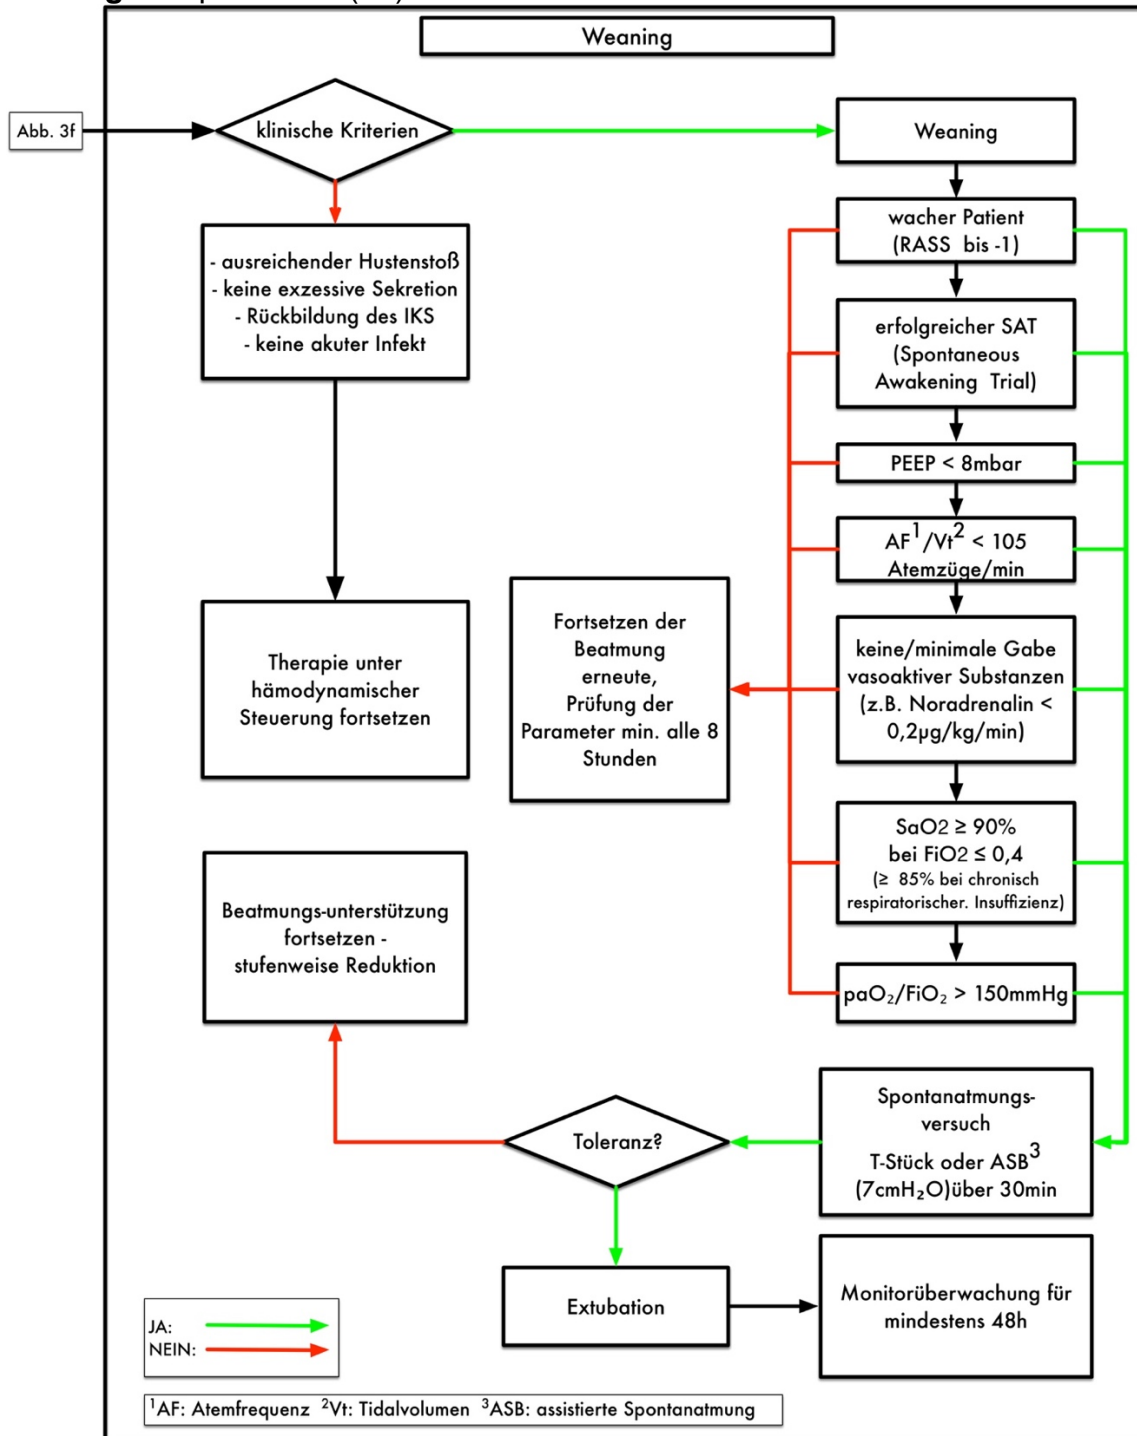 Weaning
Abb. 3f
klinische Kriterien
Weaning
- ausreichender Hustenstoß
- keine exzessive Sekretion
- Rückbildung des IKS
- keine akuter Infekt
wacher Patient
(RASS bis -1)
erfolgreicher SAT
(Spontaneous
Awakening Trial)
PEEP < 8mbar
AF¹/Vt² < 105
Atemzüge/min
Therapie unter
hämodynamischer
Steuerung fortsetzen
Fortsetzen der
Beatmung
erneute,
Prüfung der
Parameter min. alle 8
Stunden
keine/minimale Gabe
vasoaktiver Substanzen
(z.B. Noradrenalin <
0,2µg/kg/min)
SaO2 ≥ 90%
bei FiO2 ≤ 0,4
(≥ 85% bei chronisch
respiratorischer. Insuffizienz)
Beatmungs-unterstützung
fortsetzen -
stufenweise Reduktion
paO₂/FiO₂ > 150mmHg
Toleranz?
Spontanatmungs-
versuch
T-Stück oder ASB³
(7cmH₂O)über 30min
Extubation
Monitorüberwachung für
mindestens 48h
JA:
NEIN:
¹AF: Atemfrequenz ²Vt: Tidalvolumen ³ASB: assistierte Spontanatmung